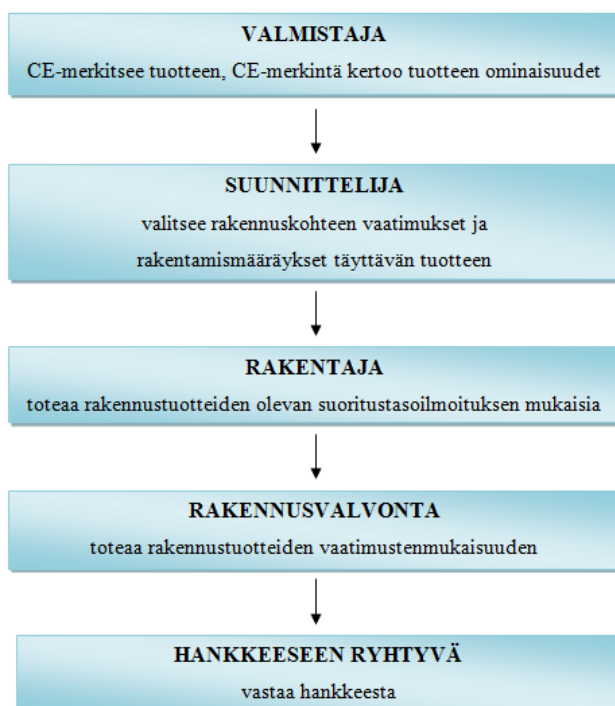 VALMISTAJA
CE-merkitsee tuotteen, CE-merkintä kertoo tuotteen ominaisuudet
SUUNNITTELIJA
valitsee rakennuskohteen vaatimukset ja
rakentamismääräykset täyttävän tuotteen
RAKENTAJA
toteaa rakennustuotteiden olevan suoritustasoilmoituksen mukaisia
RAKENNUSVALVONTA
toteaa rakennustuotteiden vaatimustenmukaisuuden
HANKKEESEEN RYHTYVÄ
vastaa hankkeesta